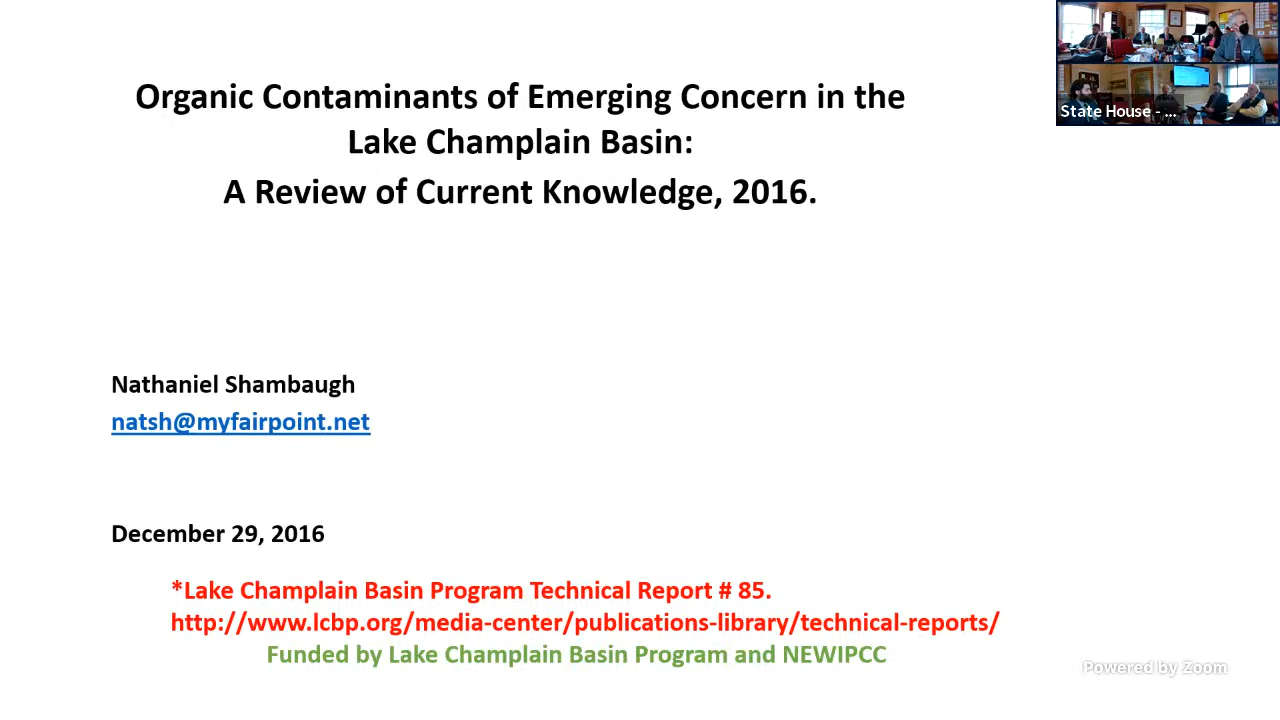 Organic Contaminants of Emerging Concern in the
Lake Champlain Basin:
A Review of Current Knowledge, 2016.
State House - ...
Nathaniel Shambaugh
natsh@myfairpoint.net
December 29, 2016
*Lake Champlain Basin Program Technical Report # 85.
http://www.lcbp.org/media-center/publications-library/technical-reports/
Funded by Lake Champlain Basin Program and NEWIPCC
Powered by Zoom